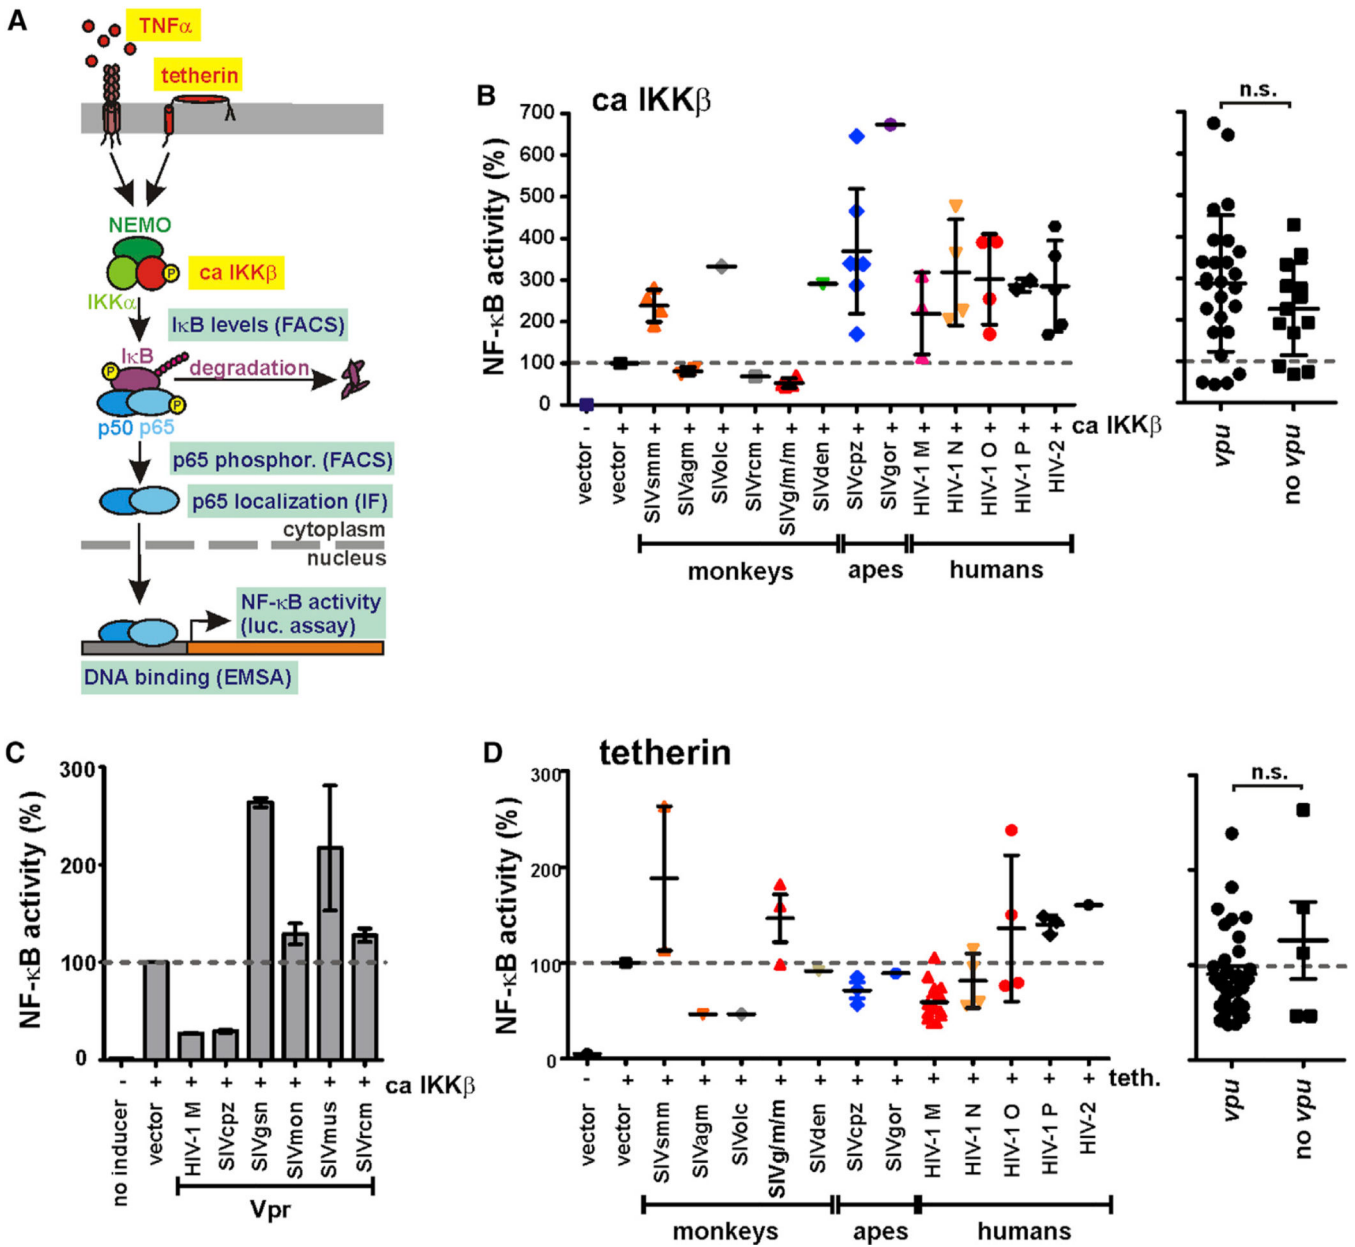 A
TNFα
tetherin
NEMO
P
ca IKKβ
IKKα
IκB levels (FACS)
IκB
P
degradation
P
p50 p65
p65 phosphor. (FACS)
p65 localization (IF)
cytoplasm
nucleus
NF-κB activity
(luc. assay)
DNA binding (EMSA)
B
ca IKKβ
NF-κB activity (%)
700
600
500
400
300
200
100
0
- + + + + + + + + + + + + + + ca IKKβ
vector
vector
SIVsmm
SIVagm
SIVolc
SIVrcm
SIVg/m/m
SIVden
SIVcpz
SIVgor
HIV-1 M
HIV-1 N
HIV-1 O
HIV-1 P
HIV-2
monkeys apes humans
n.s.
vpu
no vpu
C
NF-κB activity (%)
300
200
100
0
- + + + + + + + ca IKKβ
no inducer
vector
HIV-1 M
SIVcpz
SIVgsn
SIVmon
SIVmus
SIVrcm
Vpr
D
tetherin
NF-κB activity (%)
300
200
100
0
- + + + + + + + + + + + + + teth.
vector
vector
SIVsmm
SIVagm
SIVolc
SIVg/m/m
SIVden
SIVcpz
SIVgor
HIV-1 M
HIV-1 N
HIV-1 O
HIV-1 P
HIV-2
monkeys apes humans
n.s.
vpu
no vpu